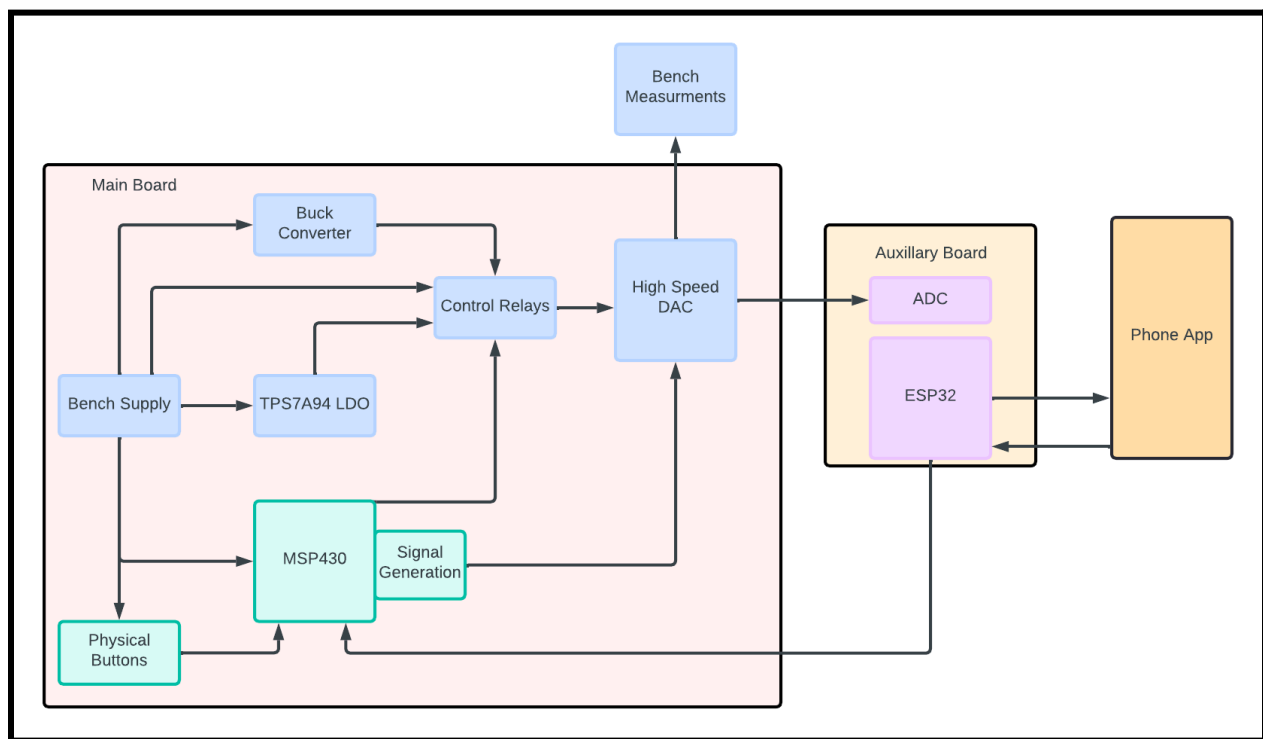 Bench
Measurments
Main Board
Buck
Converter
Auxillary Board
High Speed
DAC
ADC
Control Relays
Phone App
Bench Supply
TPS7A94 LDO
ESP32
MSP430
Signal
Generation
Physical
Buttons